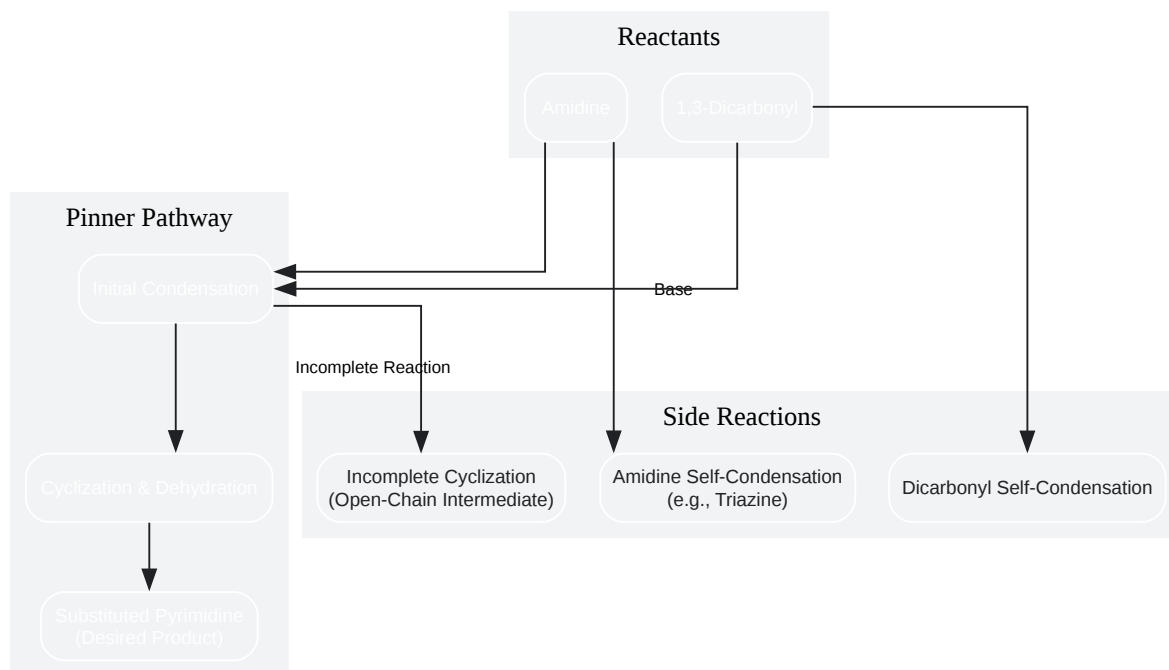 Reactants
Amidine
1,3-Dicarbonyl
Pinner Pathway
Initial Condensation
Base
Incomplete Reaction
Side Reactions
Incomplete Cyclization
(Open-Chain Intermediate)
Amidine Self-Condensation
(e.g., Triazine)
Dicarbonyl Self-Condensation
Cyclization & Dehydration
Substituted Pyrimidine
(Desired Product)